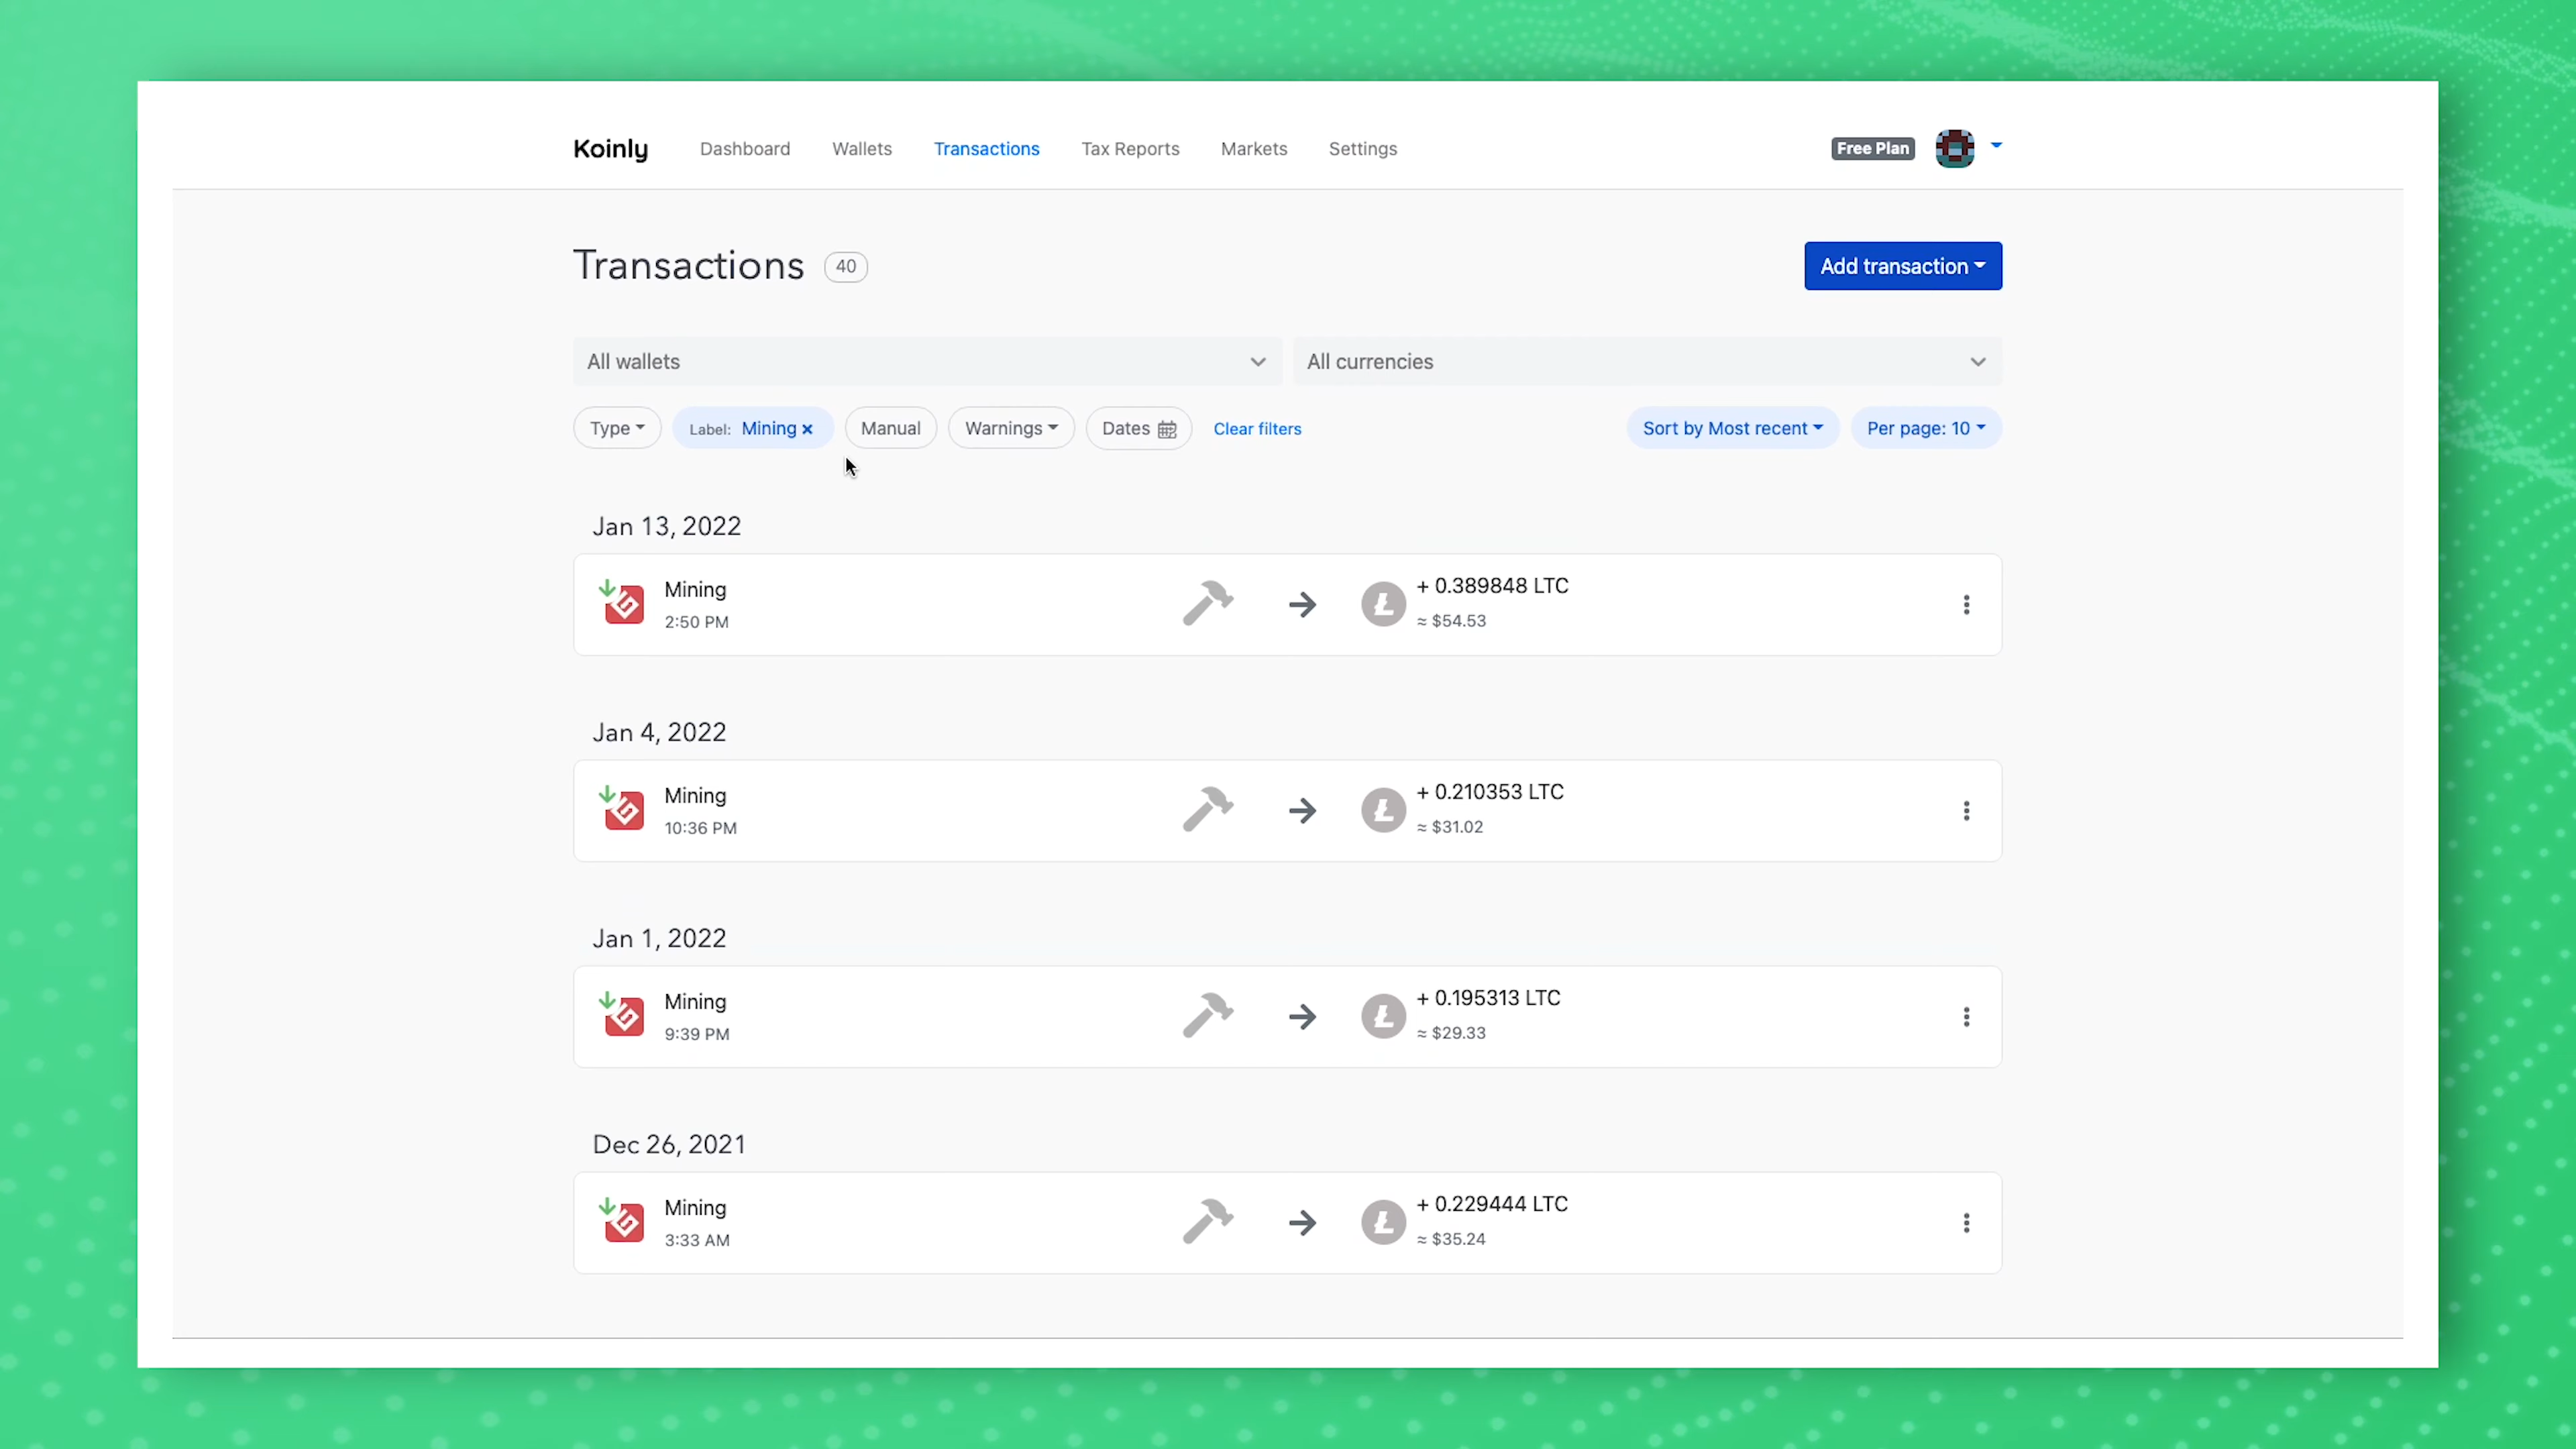 Koinly Dashboard Wallets Transactions Tax Reports Markets Settings Free Plan
Transactions 40 Add transaction
All wallets All currencies
Type Label: Mining × Manual Warnings Dates Clear filters Sort by Most recent Per page: 10
Jan 13, 2022
Mining + 0.389848 LTC
2:50 PM ≈ $54.53
Jan 4, 2022
Mining + 0.210353 LTC
10:36 PM ≈ $31.02
Jan 1, 2022
Mining + 0.195313 LTC
9:39 PM ≈ $29.33
Dec 26, 2021
Mining + 0.229444 LTC
3:33 AM ≈ $35.24